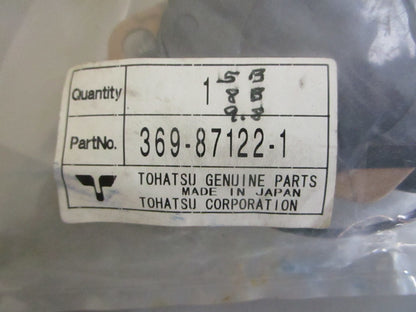 Quantity 1 5B
8B
9.8
PartNo. 369-87122-1
TOHATSU GENUINE PARTS
MADE IN JAPAN
TOHATSU CORPORATION